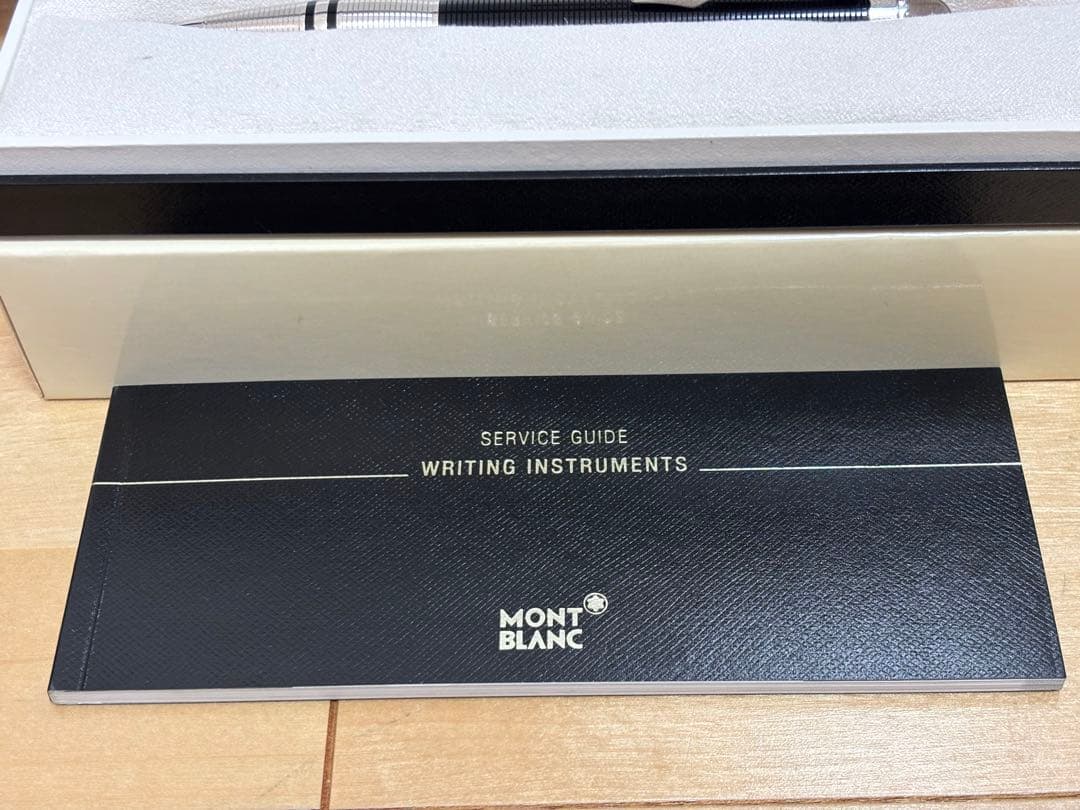 SERVICE GUIDE
WRITING INSTRUMENTS
MONT
BLANC